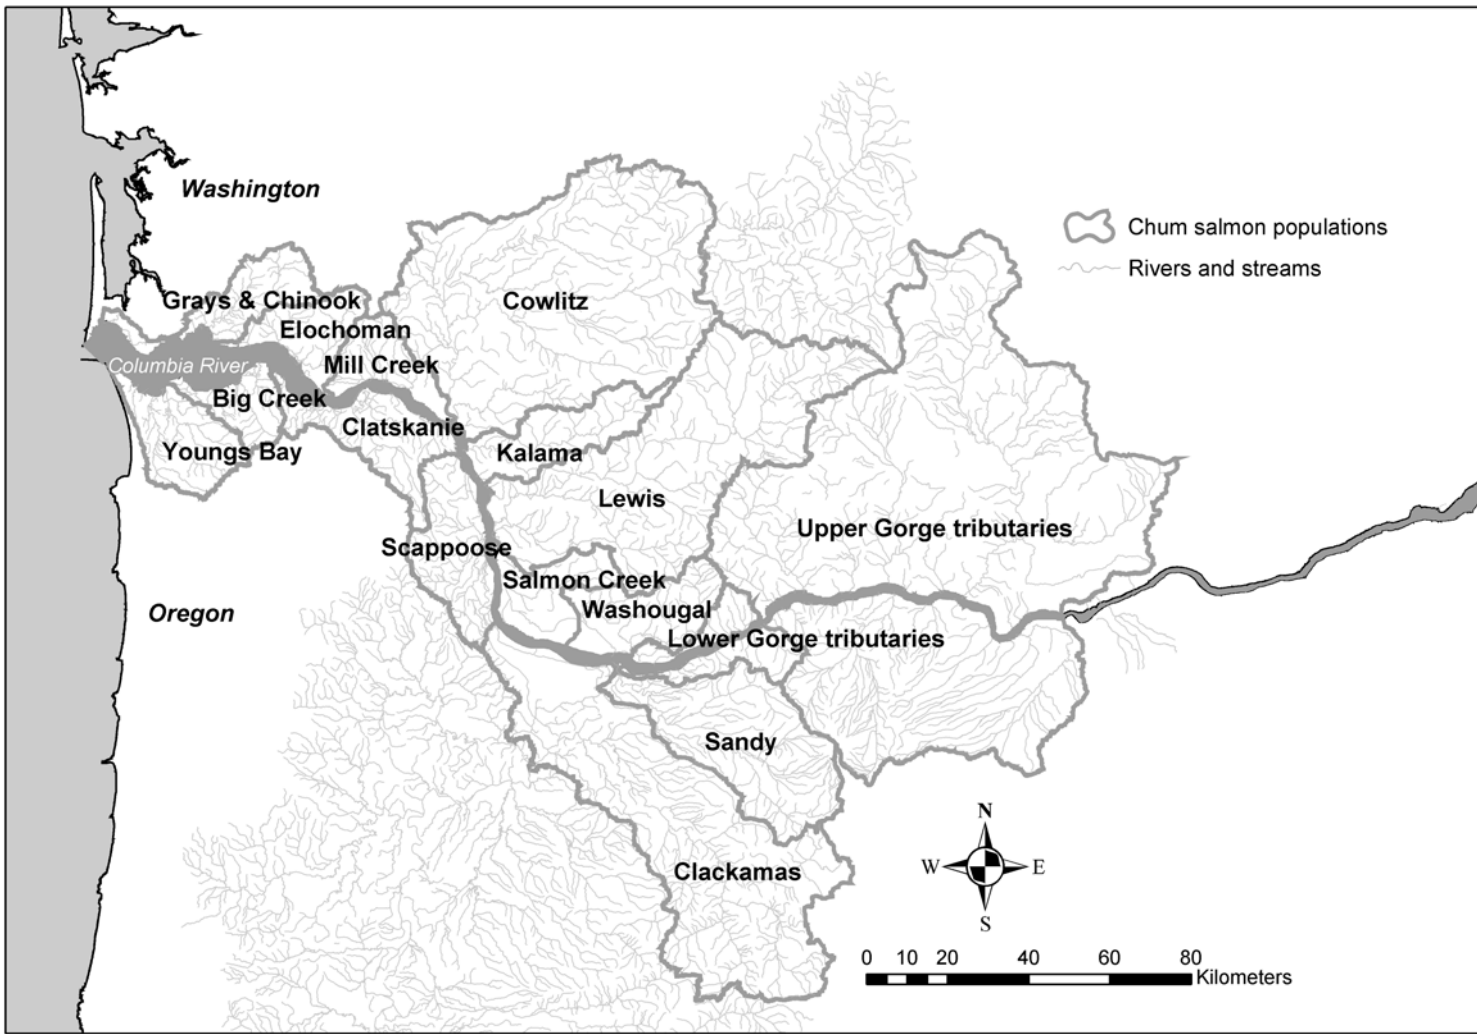 Washington
Chum salmon populations
Rivers and streams
Grays & Chinook
Cowlitz
Elochoman
Columbia River
Mill Creek
Big Creek
Clatskanie
Youngs Bay
Kalama
Lewis
Upper Gorge tributaries
Scappoose
Salmon Creek
Oregon
Washougal
Lower Gorge tributaries
Sandy
Clackamas
N
W E
S
0 10 20 40 60 80
Kilometers